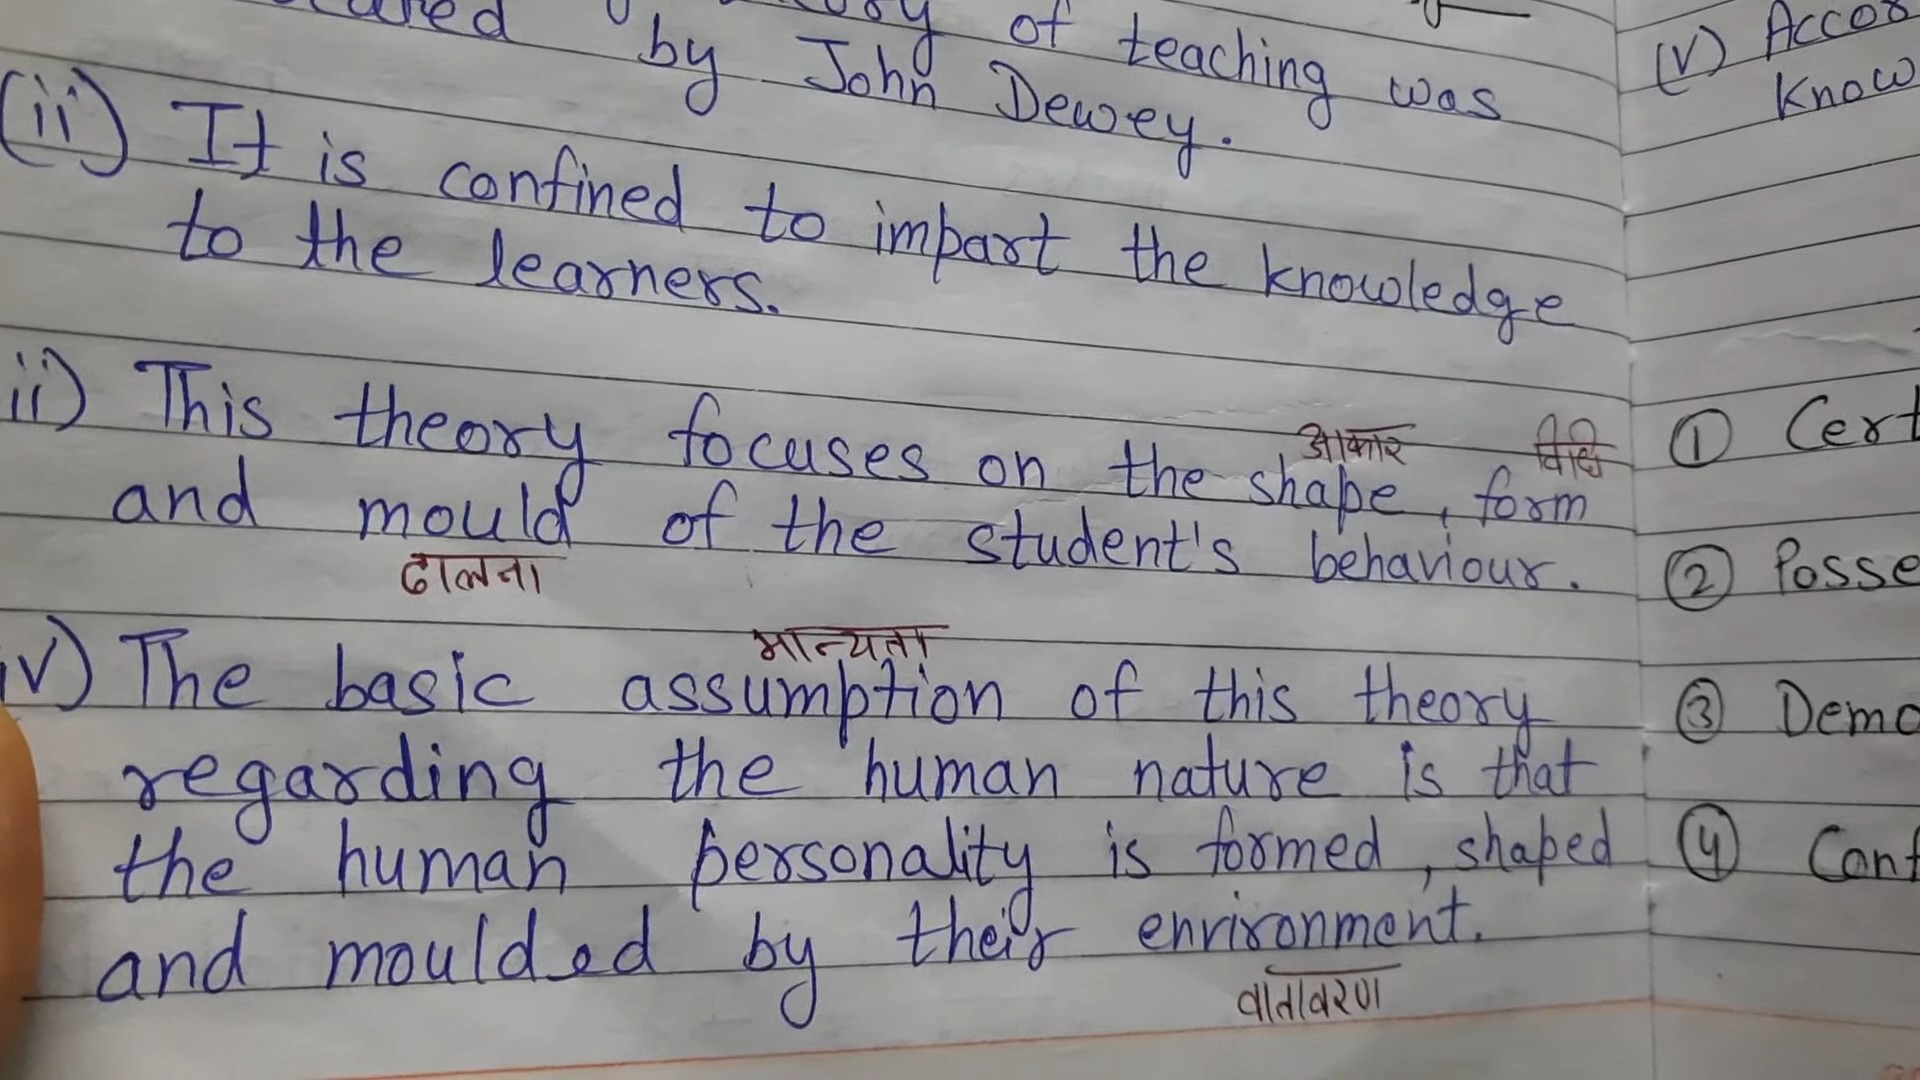 of teaching was
by John Dewey.
(ii) It is confined to impart the knowledge
to the learners.
ii) This theory focuses on the shape, form
आकार विधि
and mould of the student's behaviour.
ढालना
मान्यता
iv) The basic assumption of this theory
regarding the human nature is that
the human personality is formed, shaped
and moulded by their environment.
वातावरण
(v) Accor
Know
① Cert
② Posse
③ Demo
④ Conf